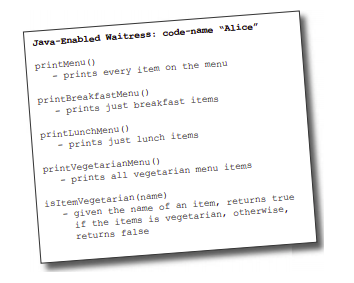 Java-Enabled Waitress: code-name “Alice”
printMenu()
- prints every item on the menu
printBreakfastMenu()
- prints just breakfast items
printLunchMenu()
- prints just lunch items
printVegetarianMenu()
- prints all vegetarian menu items
isItemVegetarian(name)
- given the name of an item, returns true
if the items is vegetarian, otherwise,
returns false